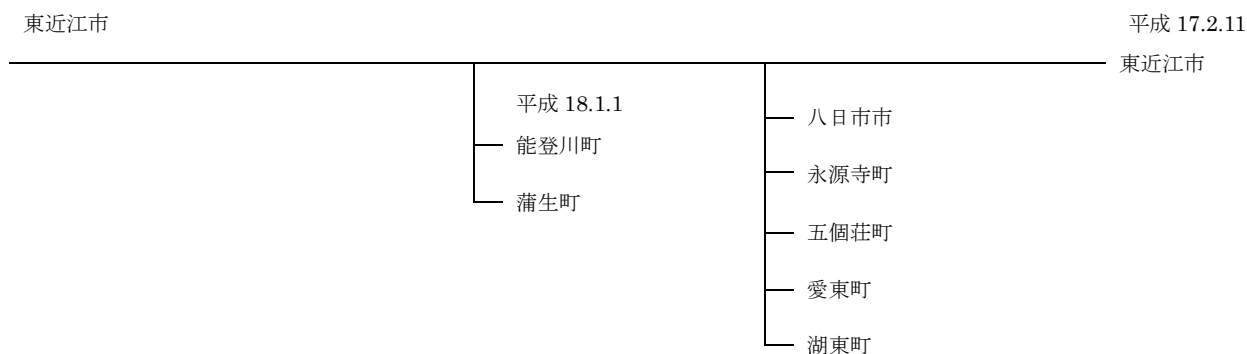 東近江市
平成 17.2.11
東近江市
平成 18.1.1
能登川町
蒲生町
八日市市
永源寺町
五個荘町
愛東町
湖東町